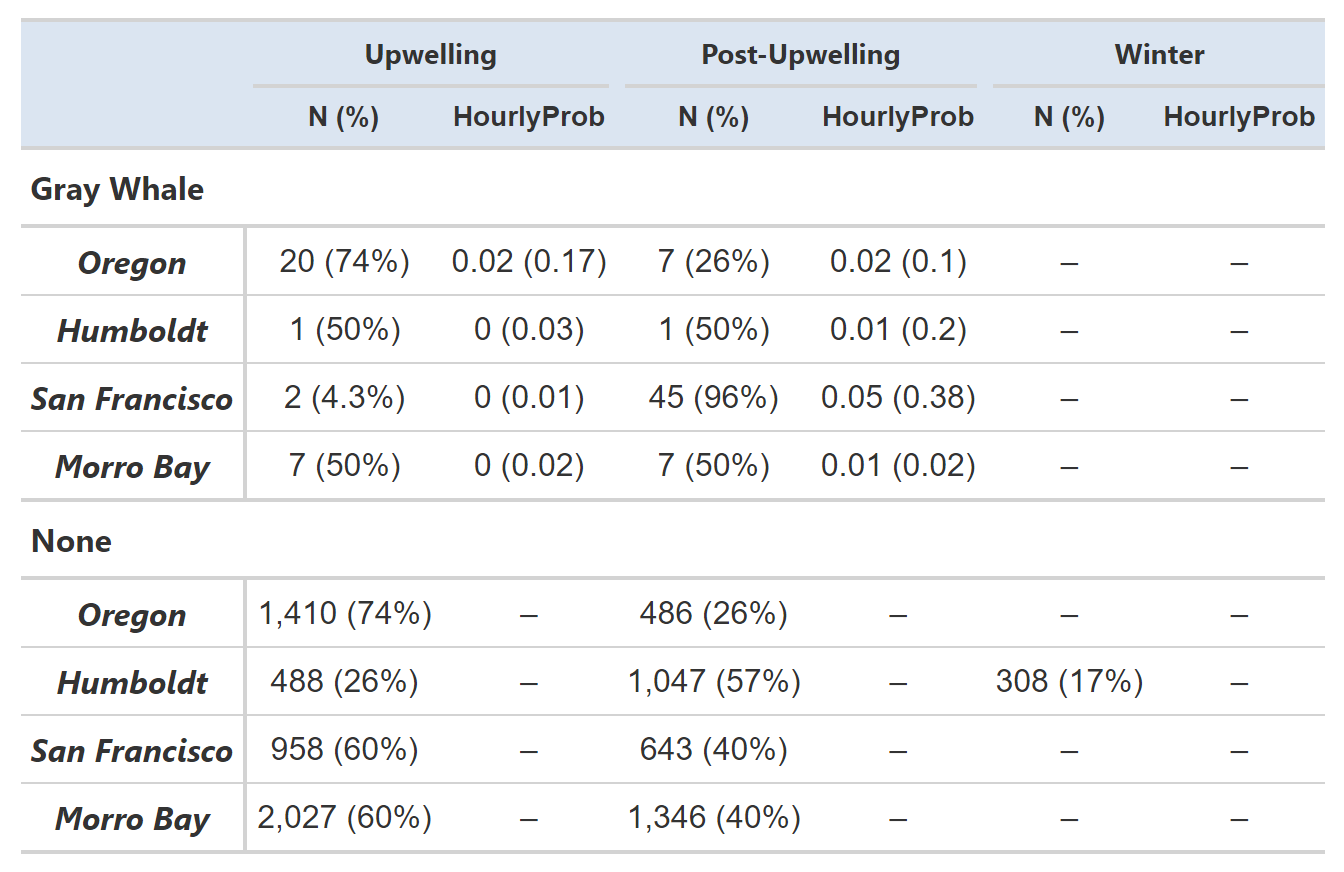 Upwelling Post-Upwelling Winter
N (%) HourlyProb N (%) HourlyProb N (%) HourlyProb
Gray Whale
Oregon 20 (74%) 0.02 (0.17) 7 (26%) 0.02 (0.1) – –
Humboldt 1 (50%) 0 (0.03) 1 (50%) 0.01 (0.2) – –
San Francisco 2 (4.3%) 0 (0.01) 45 (96%) 0.05 (0.38) – –
Morro Bay 7 (50%) 0 (0.02) 7 (50%) 0.01 (0.02) – –
None
Oregon 1,410 (74%) – 486 (26%) – – –
Humboldt 488 (26%) – 1,047 (57%) – 308 (17%) –
San Francisco 958 (60%) – 643 (40%) – – –
Morro Bay 2,027 (60%) – 1,346 (40%) – – –